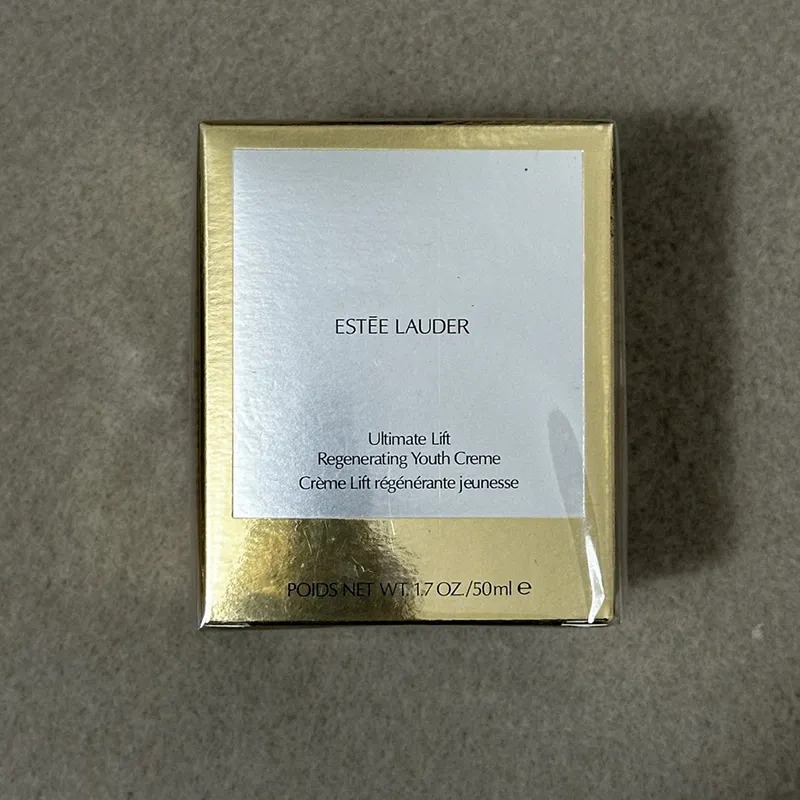 ESTĒE LAUDER
Ultimate Lift
Regenerating Youth Creme
Crème Lift régénérante jeunesse
POIDS NET WT. 1.7 OZ./50ml ℮